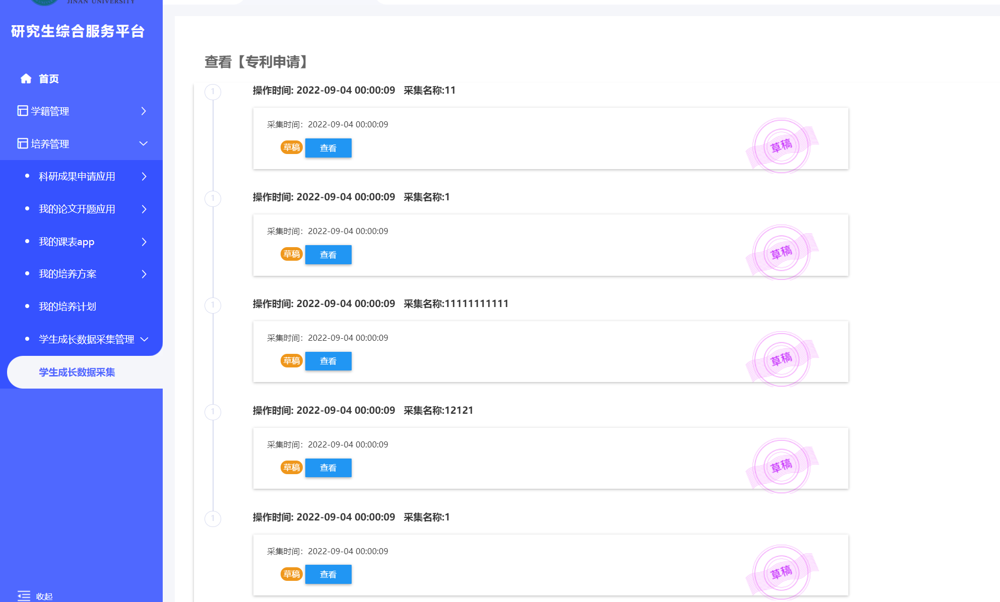 JINAN UNIVERSITY
研究生综合服务平台
首页
学籍管理
培养管理
科研成果申请应用
我的论文开题应用
我的课表app
我的培养方案
我的培养计划
学生成长数据采集管理
学生成长数据采集
收起
查看【专利申请】
1
操作时间: 2022-09-04 00:00:09 采集名称:11
采集时间：2022-09-04 00:00:09
草稿 查看
草稿
1
操作时间: 2022-09-04 00:00:09 采集名称:1
采集时间：2022-09-04 00:00:09
草稿 查看
草稿
1
操作时间: 2022-09-04 00:00:09 采集名称:11111111111
采集时间：2022-09-04 00:00:09
草稿 查看
草稿
1
操作时间: 2022-09-04 00:00:09 采集名称:12121
采集时间：2022-09-04 00:00:09
草稿 查看
草稿
1
操作时间: 2022-09-04 00:00:09 采集名称:1
采集时间：2022-09-04 00:00:09
草稿 查看
草稿